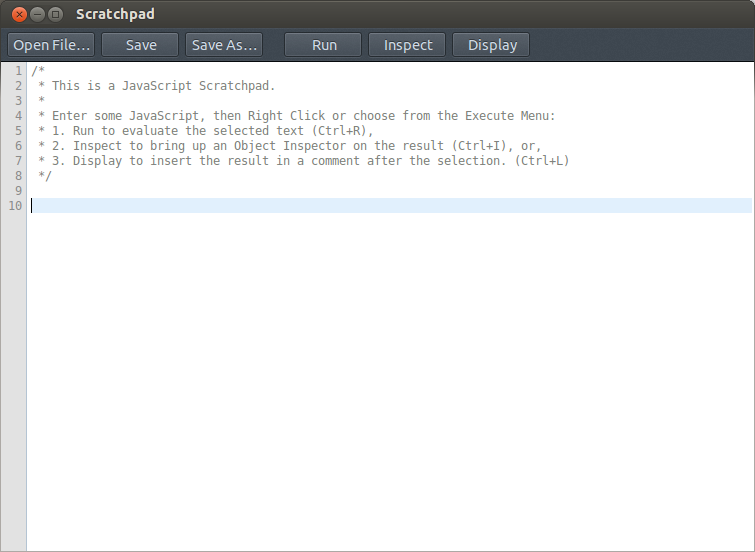 Scratchpad
Open File... Save Save As... Run Inspect Display
1 /*
2  * This is a JavaScript Scratchpad.
3  *
4  * Enter some JavaScript, then Right Click or choose from the Execute Menu:
5  * 1. Run to evaluate the selected text (Ctrl+R),
6  * 2. Inspect to bring up an Object Inspector on the result (Ctrl+I), or,
7  * 3. Display to insert the result in a comment after the selection. (Ctrl+L)
8  */
9
10